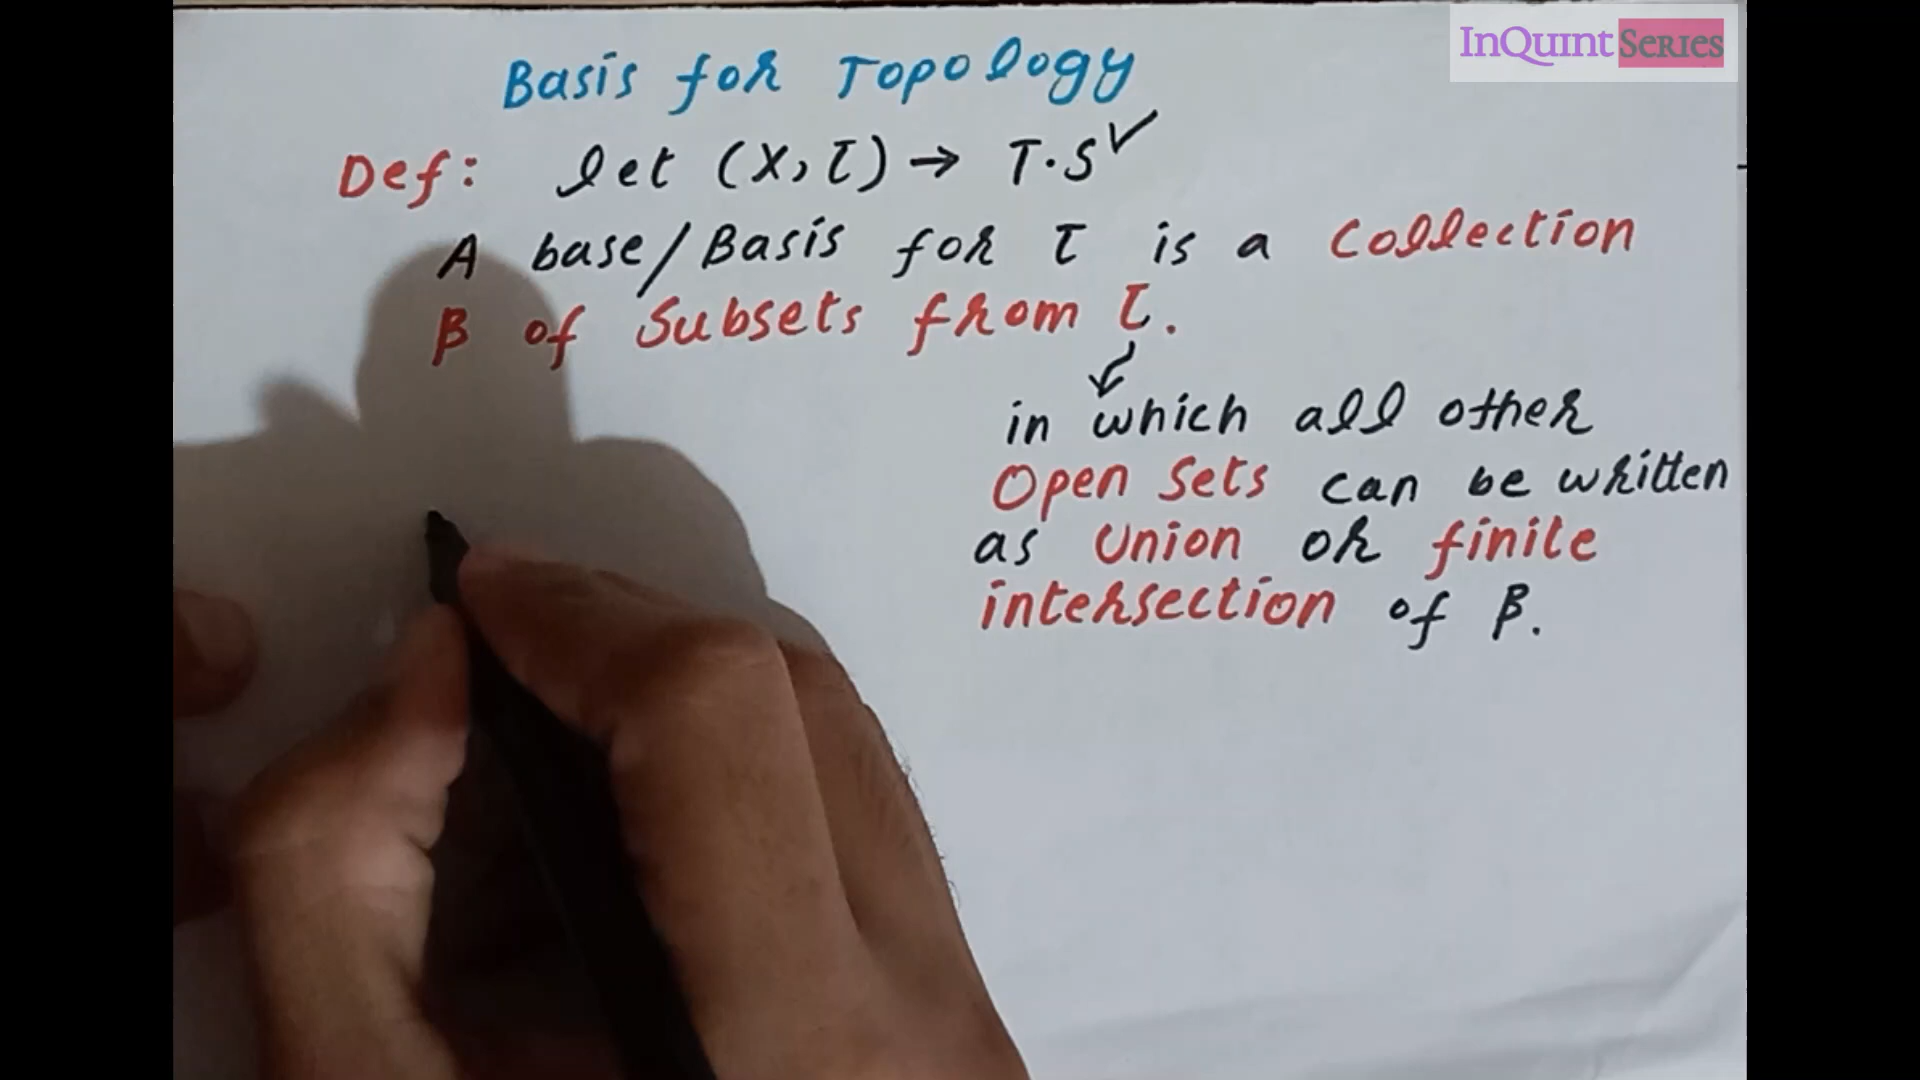 InQuint Series
Basis for Topology
Def: let (X, τ) → T.S ✓
A base/Basis for τ is a collection
β of Subsets from τ.
in which all other
Open Sets can be written
as Union or finite
intersection of β.